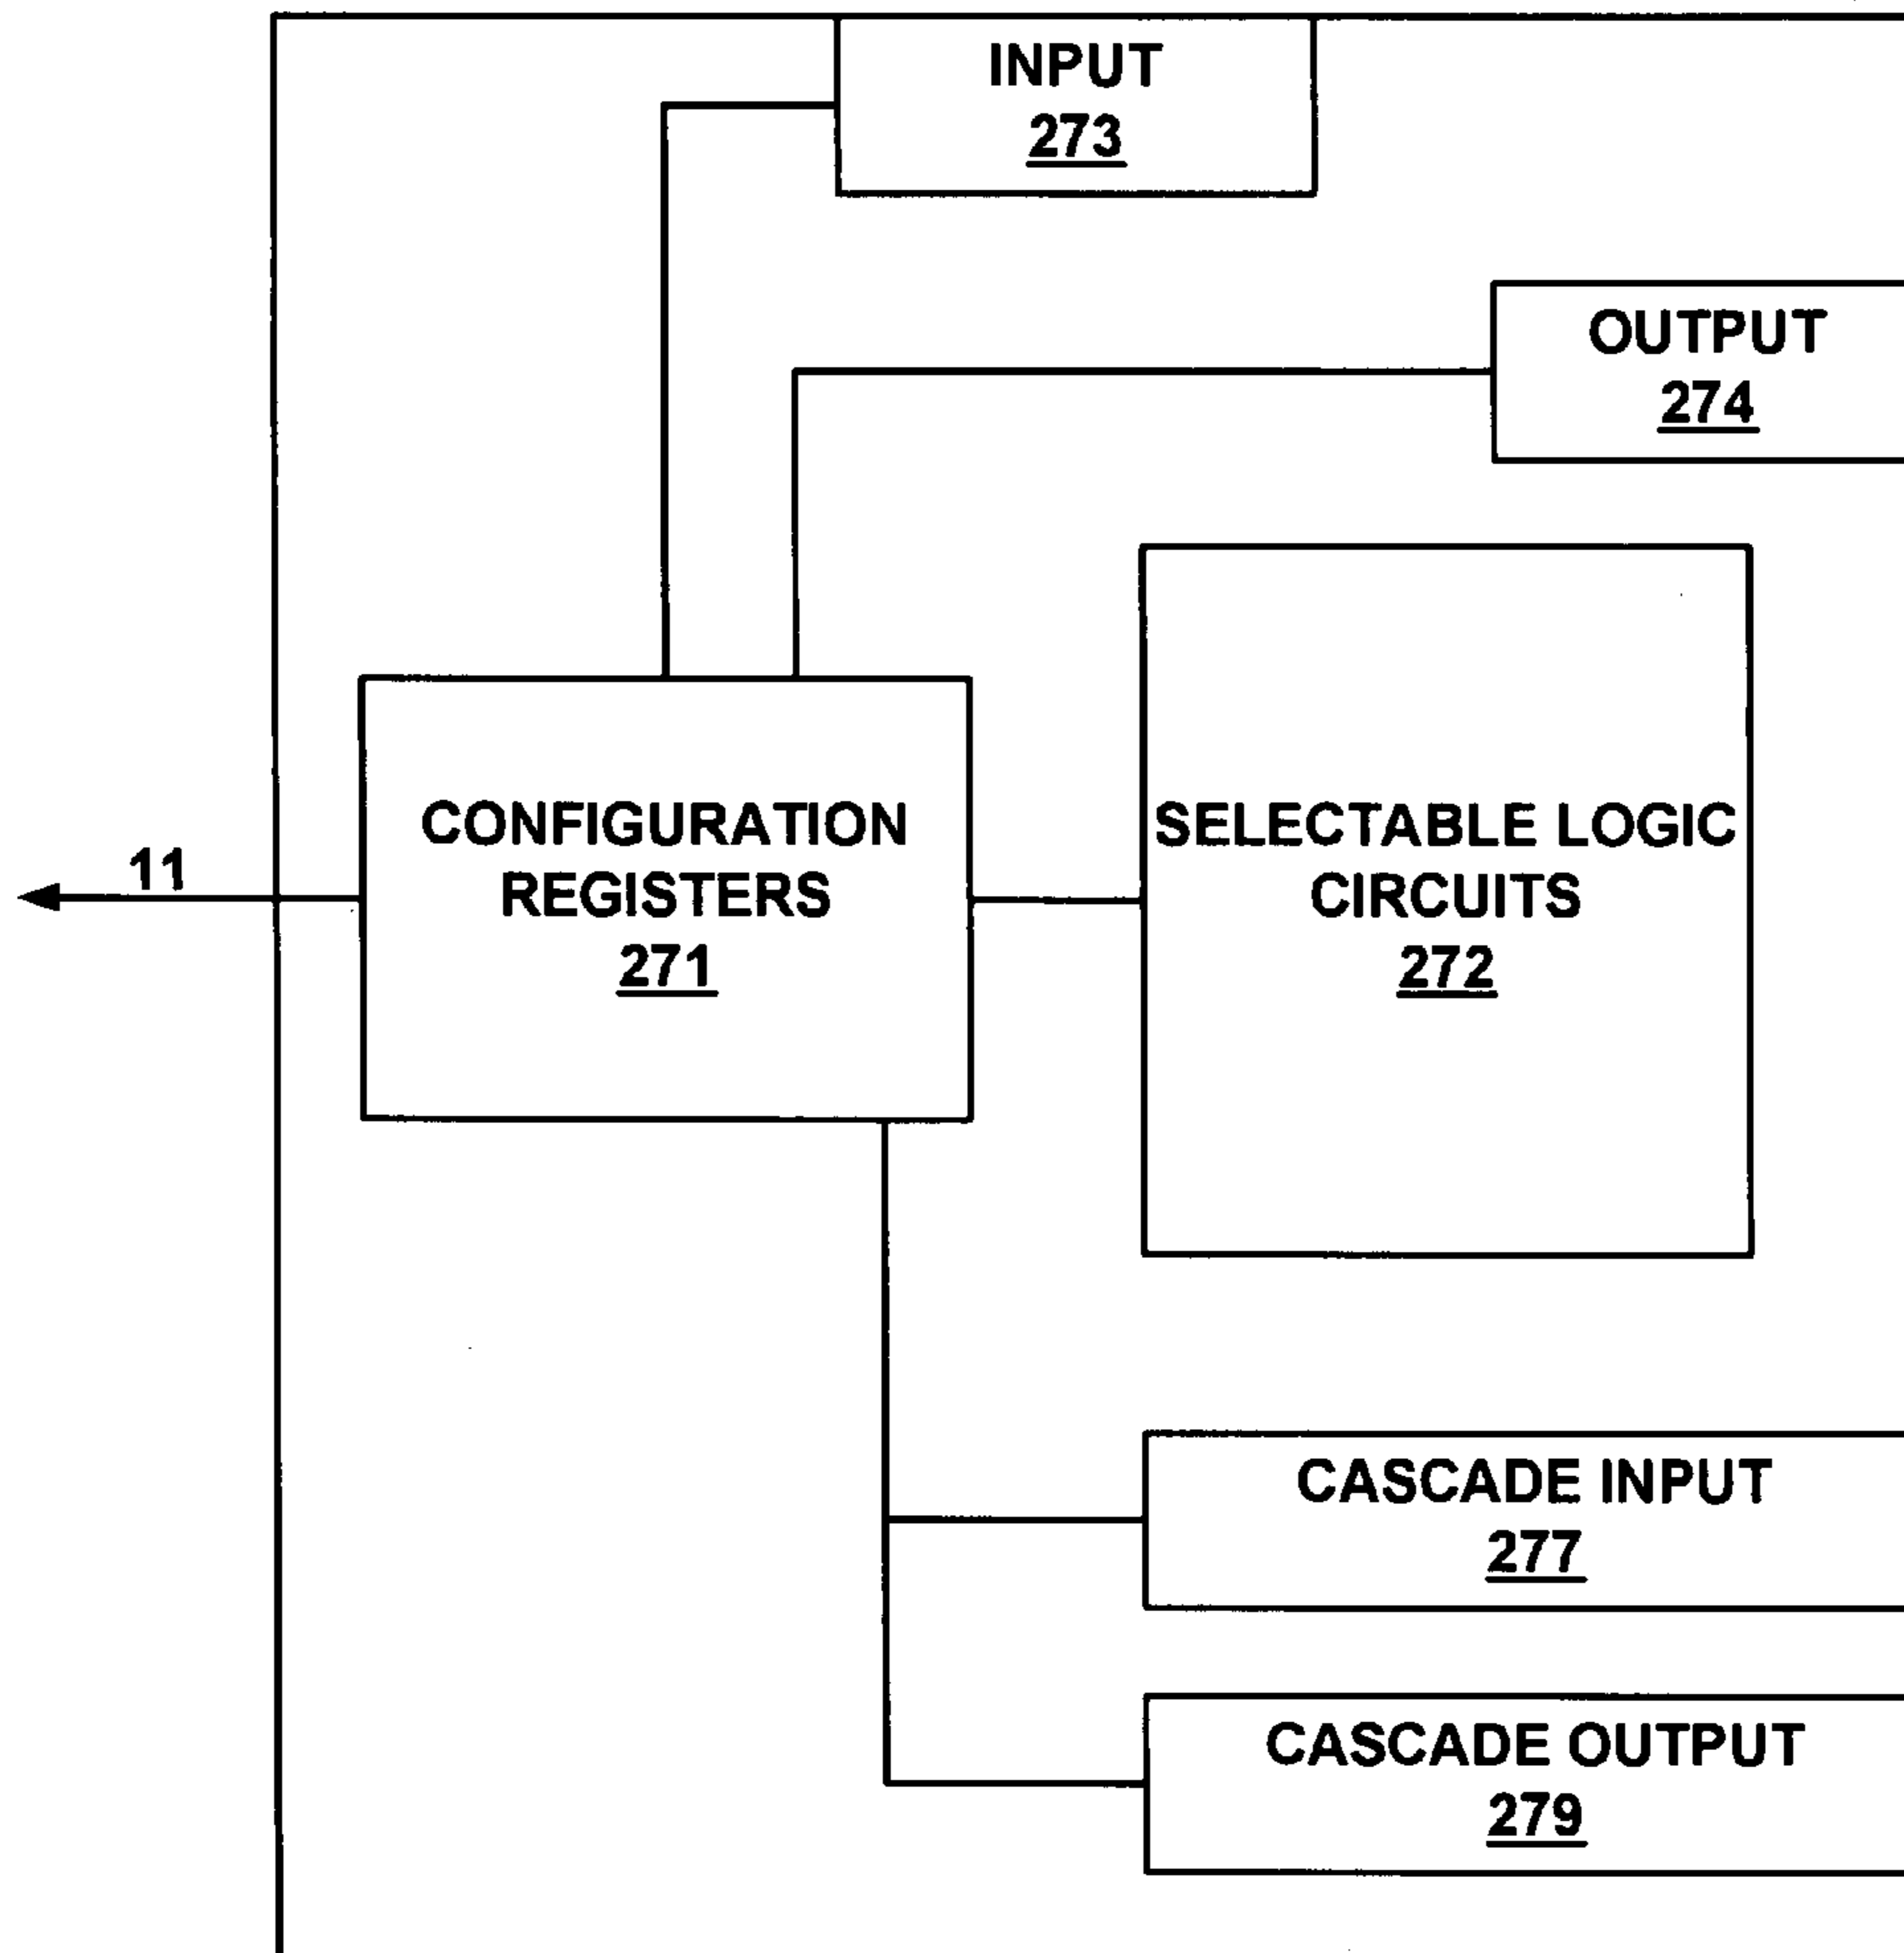 INPUT
273
OUTPUT
274
CONFIGURATION
REGISTERS
271
SELECTABLE LOGIC
CIRCUITS
272
11
CASCADE INPUT
277
CASCADE OUTPUT
279